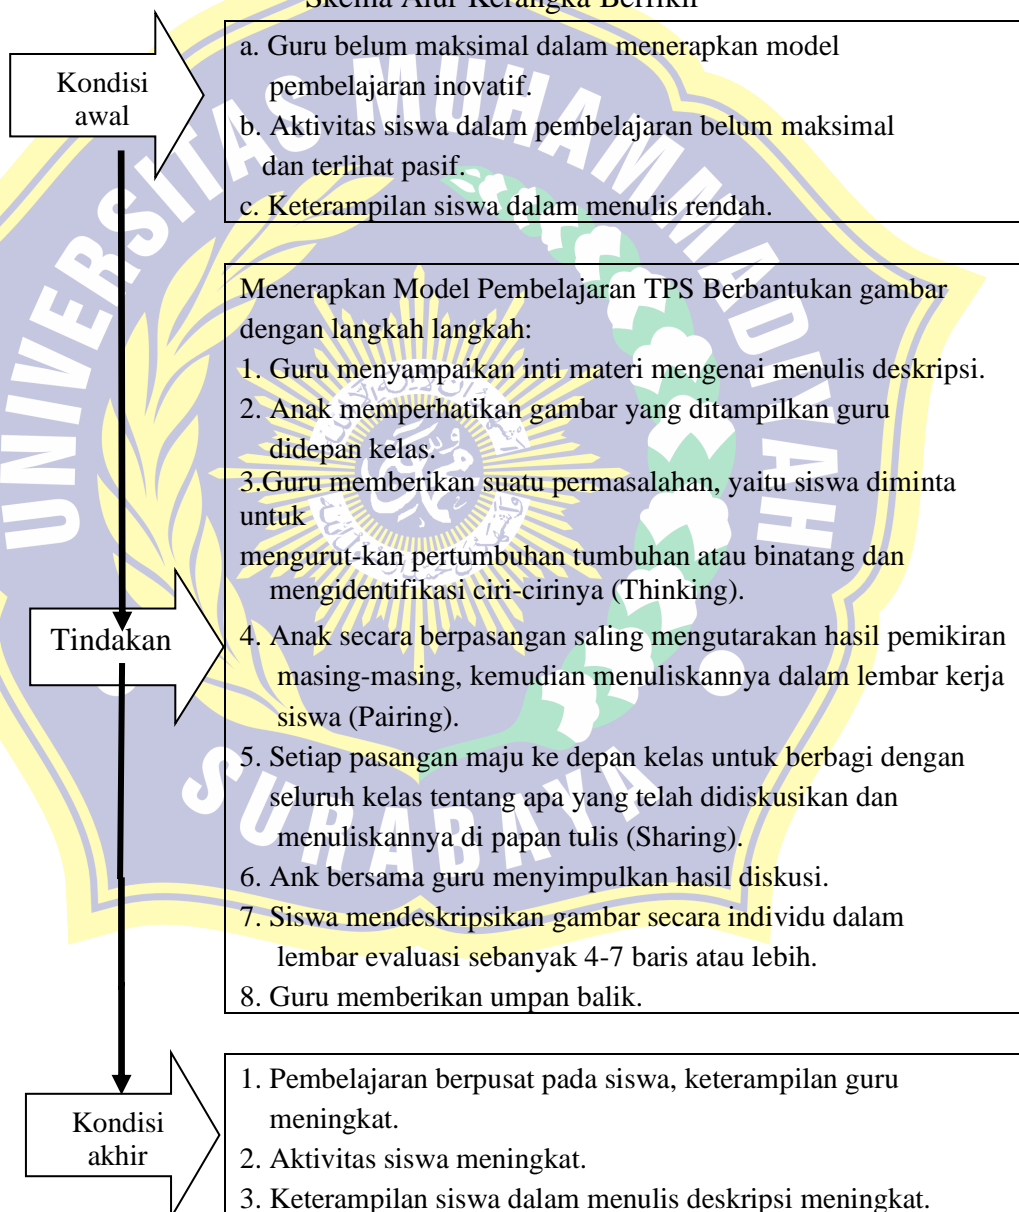 Skema Alur Kerangka Berfikir
Kondisi
awal
a. Guru belum maksimal dalam menerapkan model
pembelajaran inovatif.
b. Aktivitas siswa dalam pembelajaran belum maksimal
dan terlihat pasif.
c. Keterampilan siswa dalam menulis rendah.
Tindakan
Menerapkan Model Pembelajaran TPS Berbantukan gambar
dengan langkah langkah:
1. Guru menyampaikan inti materi mengenai menulis deskripsi.
2. Anak memperhatikan gambar yang ditampilkan guru
didepan kelas.
3.Guru memberikan suatu permasalahan, yaitu siswa diminta
untuk
mengurut-kan pertumbuhan tumbuhan atau binatang dan
mengidentifikasi ciri-cirinya (Thinking).
4. Anak secara berpasangan saling mengutarakan hasil pemikiran
masing-masing, kemudian menuliskannya dalam lembar kerja
siswa (Pairing).
5. Setiap pasangan maju ke depan kelas untuk berbagi dengan
seluruh kelas tentang apa yang telah didiskusikan dan
menuliskannya di papan tulis (Sharing).
6. Ank bersama guru menyimpulkan hasil diskusi.
7. Siswa mendeskripsikan gambar secara individu dalam
lembar evaluasi sebanyak 4-7 baris atau lebih.
8. Guru memberikan umpan balik.
Kondisi
akhir
1. Pembelajaran berpusat pada siswa, keterampilan guru
meningkat.
2. Aktivitas siswa meningkat.
3. Keterampilan siswa dalam menulis deskripsi meningkat.
UNIVERSITAS MUHAMMADIYAH
SURABAYA